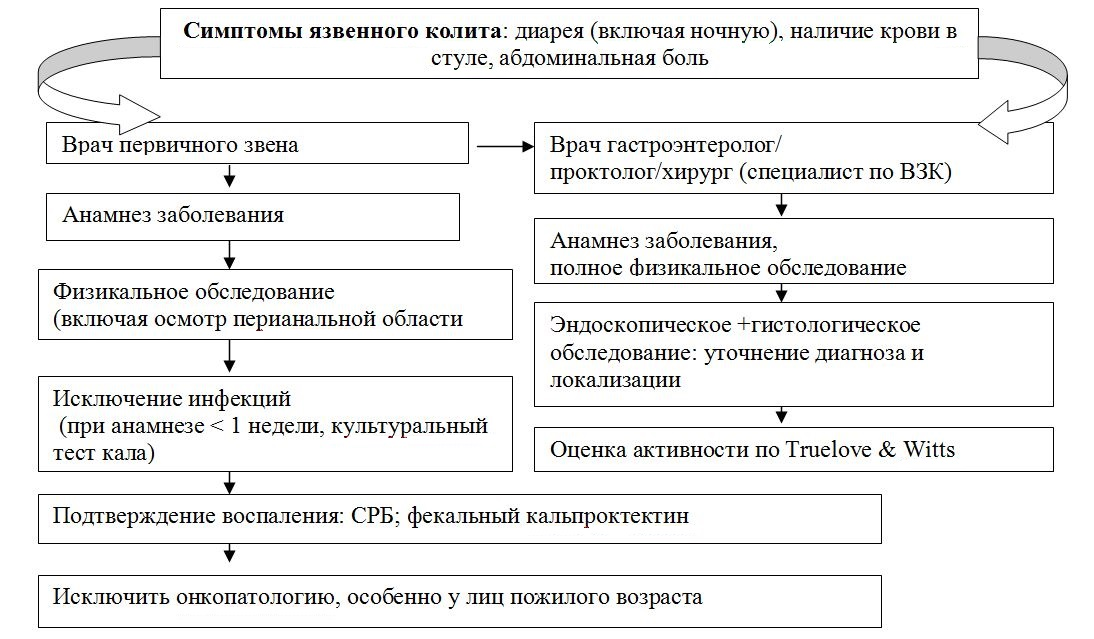 Симптомы язвенного колита: диарея (включая ночную), наличие крови в
стуле, абдоминальная боль
Врач первичного звена
Анамнез заболевания
Физикальное обследование
(включая осмотр перианальной области
Исключение инфекций
(при анамнезе < 1 недели, культуральный
тест кала)
Подтверждение воспаления: СРБ; фекальный кальпроктектин
Исключить онкопатологию, особенно у лиц пожилого возраста
Врач гастроэнтеролог/
проктолог/хирург (специалист по ВЗК)
Анамнез заболевания,
полное физикальное обследование
Эндоскопическое +гистологическое
обследование: уточнение диагноза и
локализации
Оценка активности по Truelove & Witts